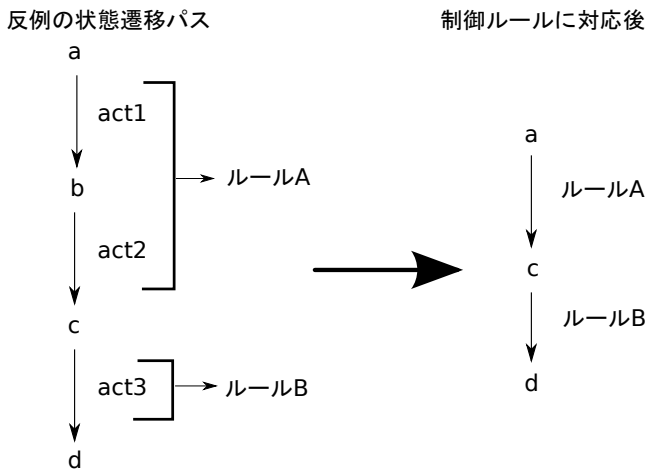 反例の状態遷移パス
a
act1
b
ルールA
act2
c
act3
ルールB
d
制御ルールに対応後
a
ルールA
c
ルールB
d